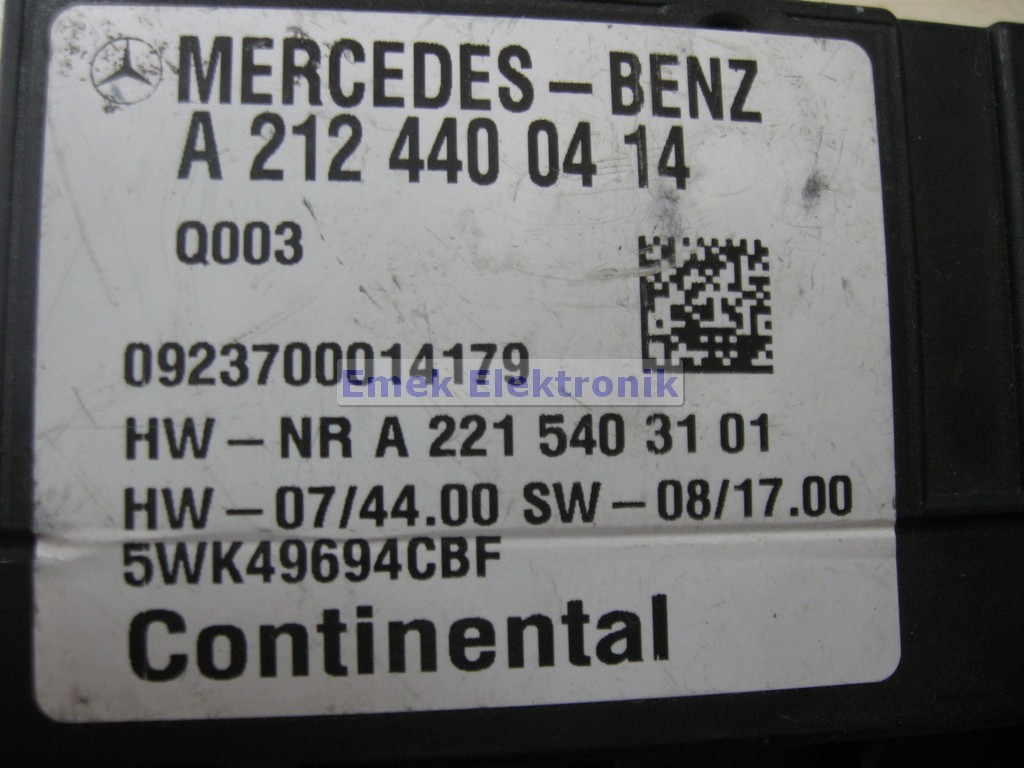 MERCEDES-BENZ
A 212 440 04 14
Q003
0923700014179
Emek Elektronik
HW-NR A 221 540 31 01
HW-07/44.00 SW-08/17.00
5WK49694CBF
Continental